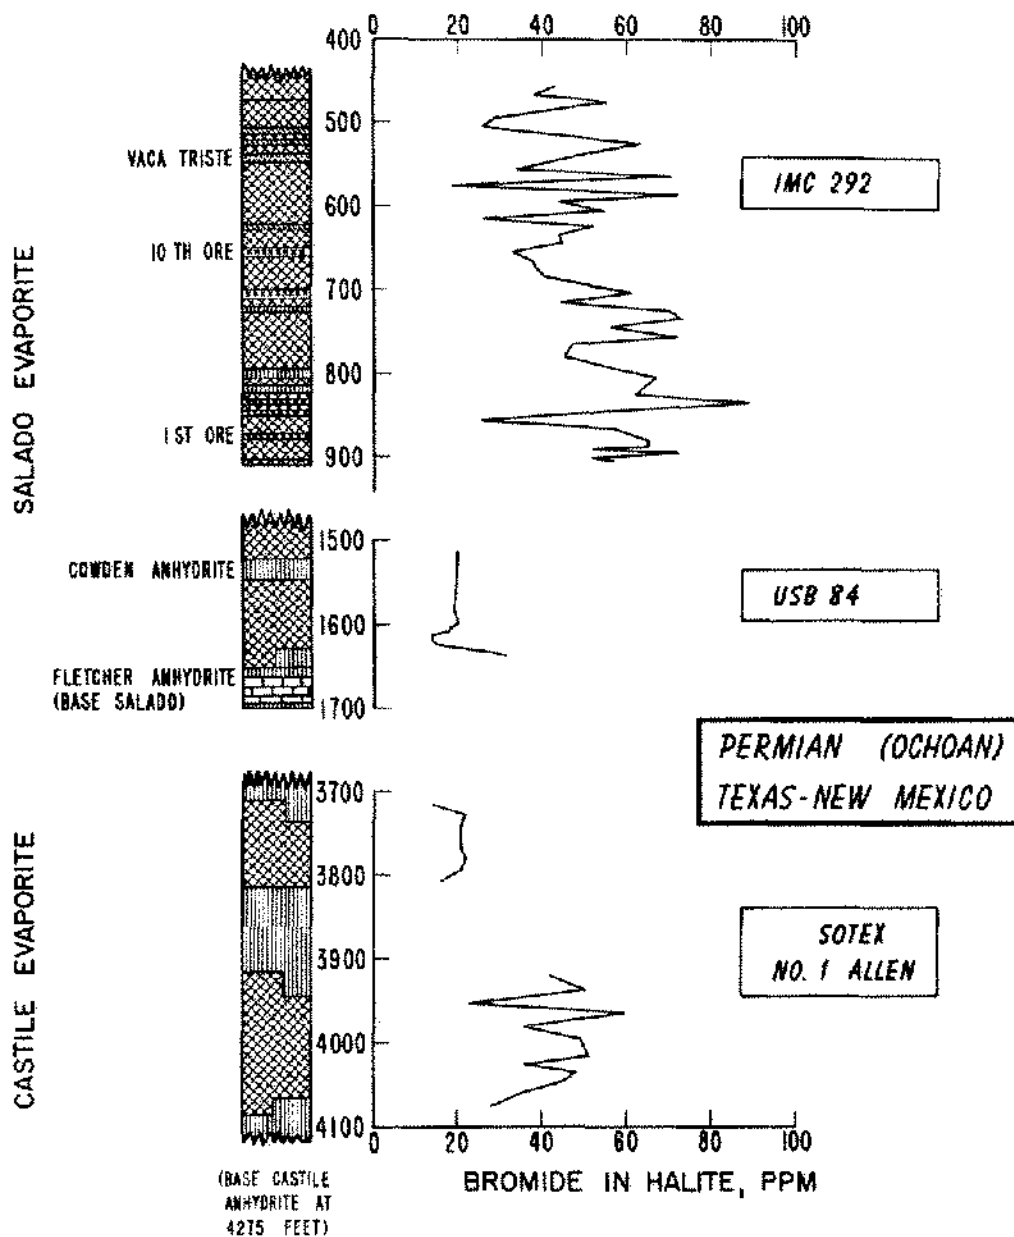 0 20 40 60 80 100
400
500
VACA TRISTE
IMC 292
600
10 TH ORE
700
800
1 ST ORE
900
SALADO EVAPORITE
1500
COWDEN ANHYDRITE
USB 84
1600
FLETCHER ANHYDRITE
(BASE SALADO)
1700
PERMIAN (OCHOAN)
TEXAS-NEW MEXICO
3700
3800
SOTEX
NO. 1 ALLEN
3900
4000
CASTILE EVAPORITE
4100
0 20 40 60 80 100
BROMIDE IN HALITE, PPM
(BASE CASTILE
ANHYDRITE AT
4275 FEET)